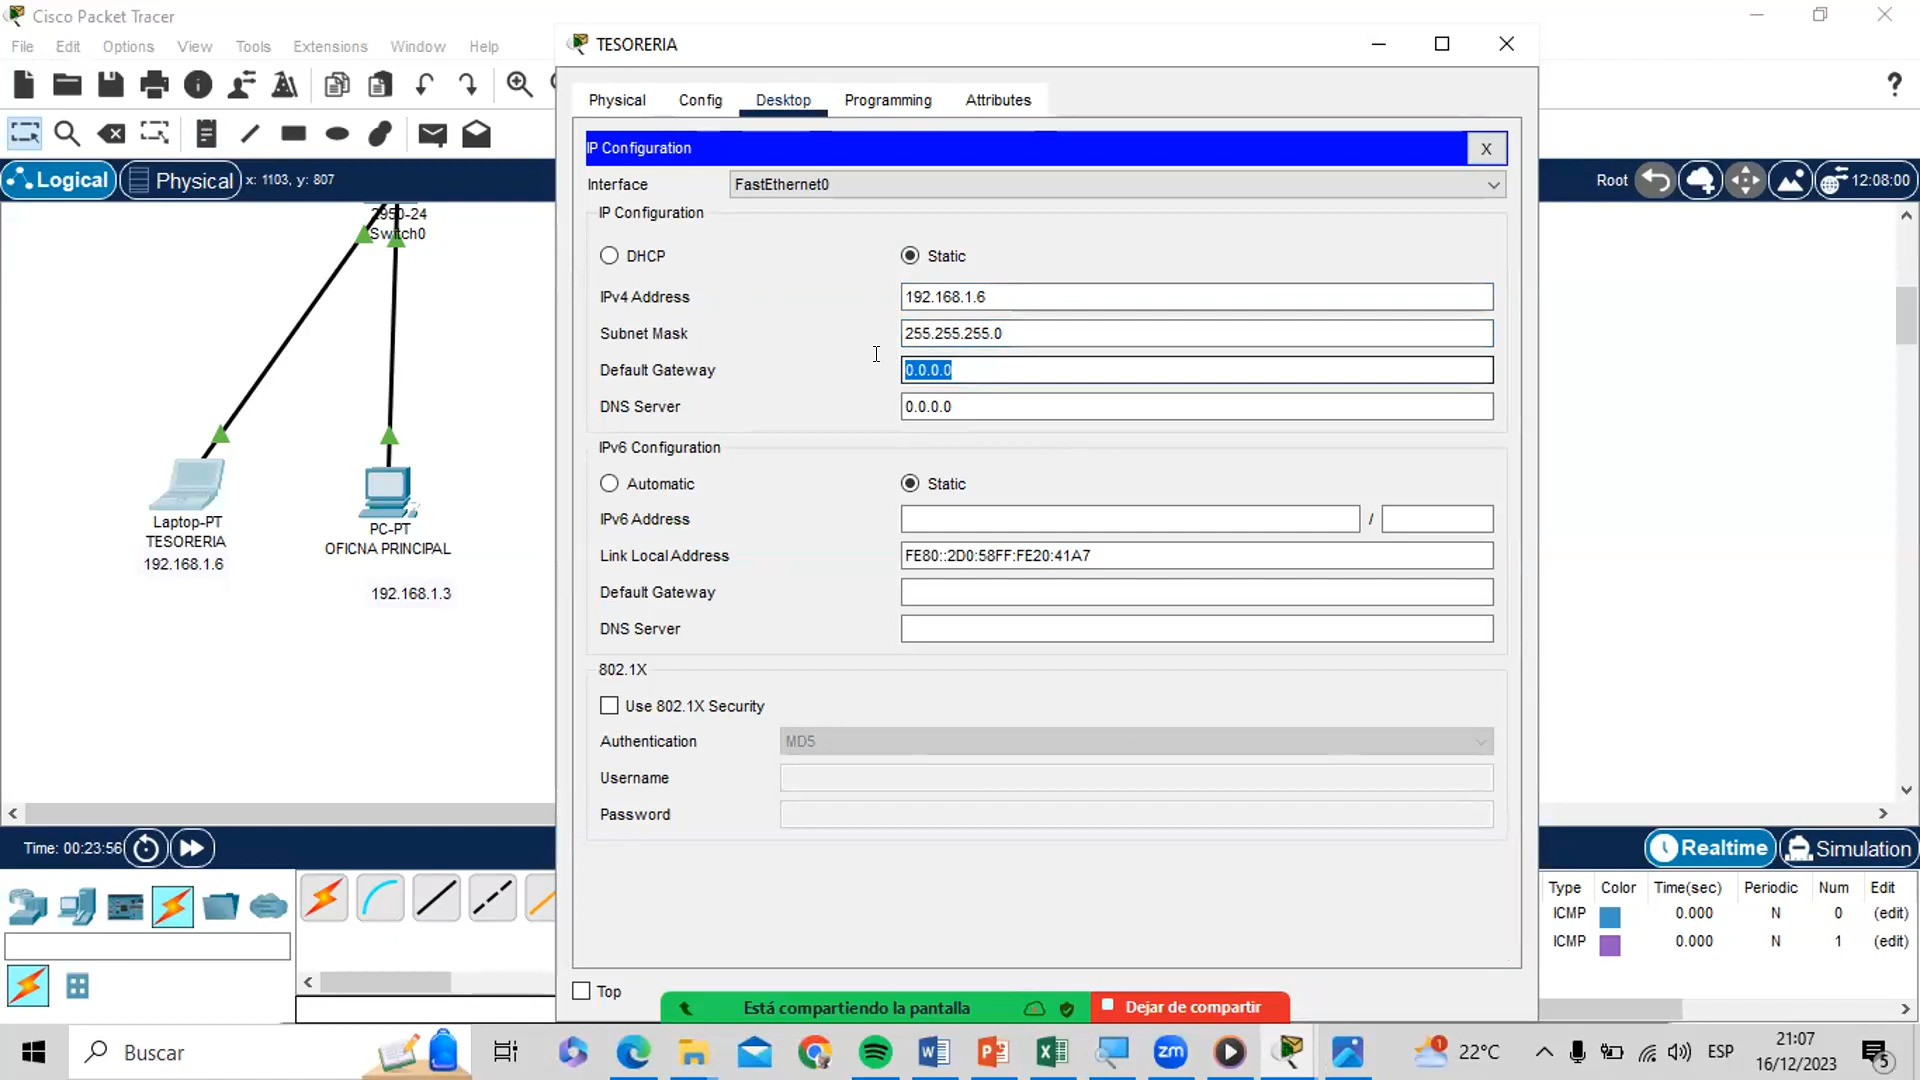 Cisco Packet Tracer
File Edit Options View Tools Extensions Window Help
?
Logical Physical x: 1103, y: 807
Root 12:08:00
2950-24
Switch0
Laptop-PT
TESORERIA
192.168.1.6
PC-PT
OFICNA PRINCIPAL
192.168.1.3
TESORERIA
Physical Config Desktop Programming Attributes
IP Configuration X
Interface FastEthernet0
IP Configuration
DHCP Static
IPv4 Address 192.168.1.6
Subnet Mask 255.255.255.0
Default Gateway 0.0.0.0
DNS Server 0.0.0.0
IPv6 Configuration
Automatic Static
IPv6 Address /
Link Local Address FE80::2D0:58FF:FE20:41A7
Default Gateway
DNS Server
802.1X
Use 802.1X Security
Authentication MD5
Username
Password
Top
Time: 00:23:56
Realtime Simulation
Type Color Time(sec) Periodic Num Edit
ICMP 0.000 N 0 (edit)
ICMP 0.000 N 1 (edit)
Está compartiendo la pantalla Dejar de compartir
Buscar
zm
1
22°C
ESP
21:07
16/12/2023
5